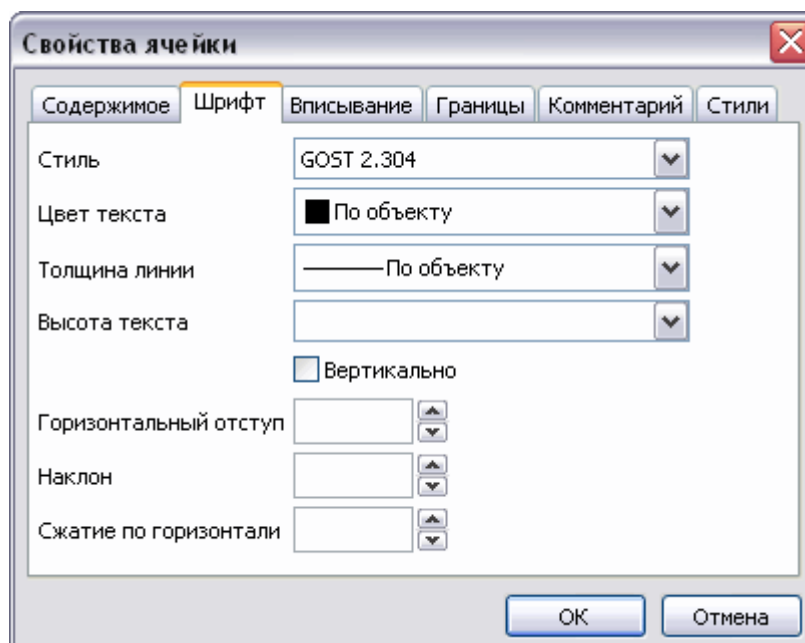 Свойства ячейки
Содержимое Шрифт Вписывание Границы Комментарий Стили
Стиль GOST 2.304
Цвет текста По объекту
Толщина линии По объекту
Высота текста
Вертикально
Горизонтальный отступ
Наклон
Сжатие по горизонтали
ОК Отмена